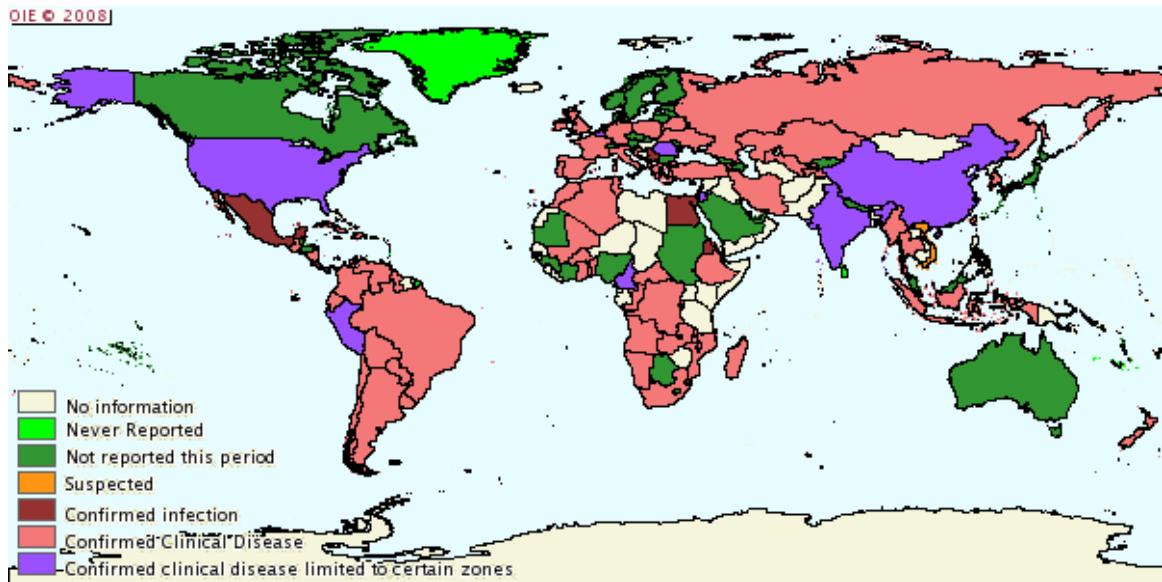 OIE © 2008
No information
Never Reported
Not reported this period
Suspected
Confirmed infection
Confirmed Clinical Disease
Confirmed clinical disease limited to certain zones